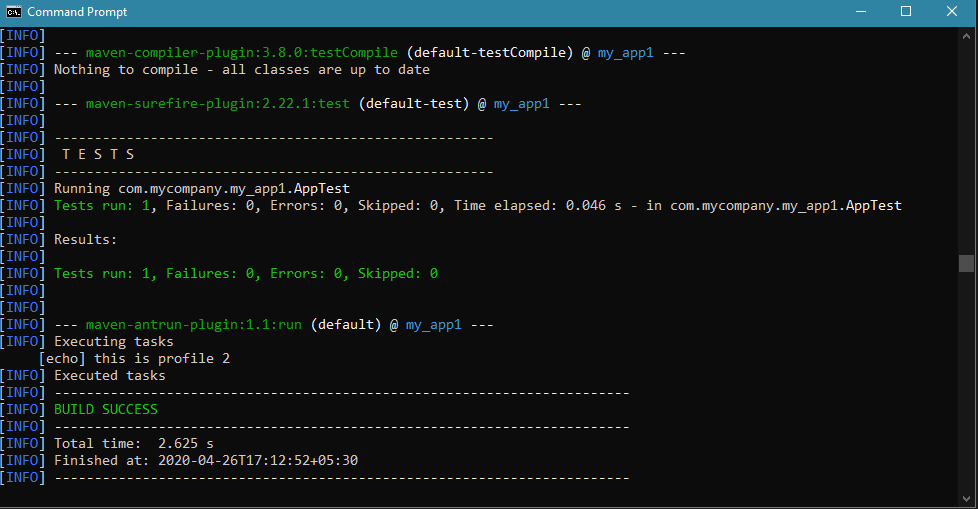 Command Prompt
[INFO]
[INFO] --- maven-compiler-plugin:3.8.0:testCompile (default-testCompile) @ my_app1 ---
[INFO] Nothing to compile - all classes are up to date
[INFO]
[INFO] --- maven-surefire-plugin:2.22.1:test (default-test) @ my_app1 ---
[INFO]
[INFO] -------------------------------------------------------
[INFO]  T E S T S
[INFO] -------------------------------------------------------
[INFO] Running com.mycompany.my_app1.AppTest
[INFO] Tests run: 1, Failures: 0, Errors: 0, Skipped: 0, Time elapsed: 0.046 s - in com.mycompany.my_app1.AppTest
[INFO]
[INFO] Results:
[INFO]
[INFO] Tests run: 1, Failures: 0, Errors: 0, Skipped: 0
[INFO]
[INFO]
[INFO] --- maven-antrun-plugin:1.1:run (default) @ my_app1 ---
[INFO] Executing tasks
     [echo] this is profile 2
[INFO] Executed tasks
[INFO] ------------------------------------------------------------------------
[INFO] BUILD SUCCESS
[INFO] ------------------------------------------------------------------------
[INFO] Total time:  2.625 s
[INFO] Finished at: 2020-04-26T17:12:52+05:30
[INFO] ------------------------------------------------------------------------